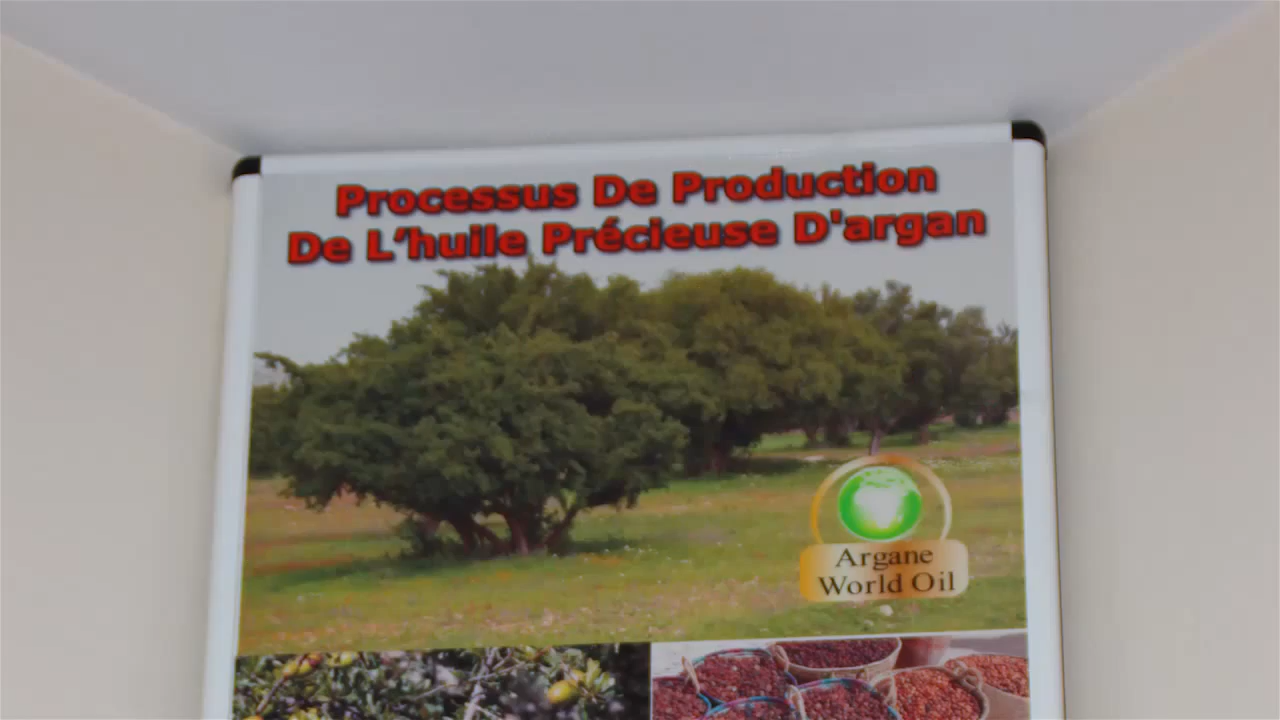 Processus De Production
De L‘huile Précieuse D'argan
Argane
World Oil